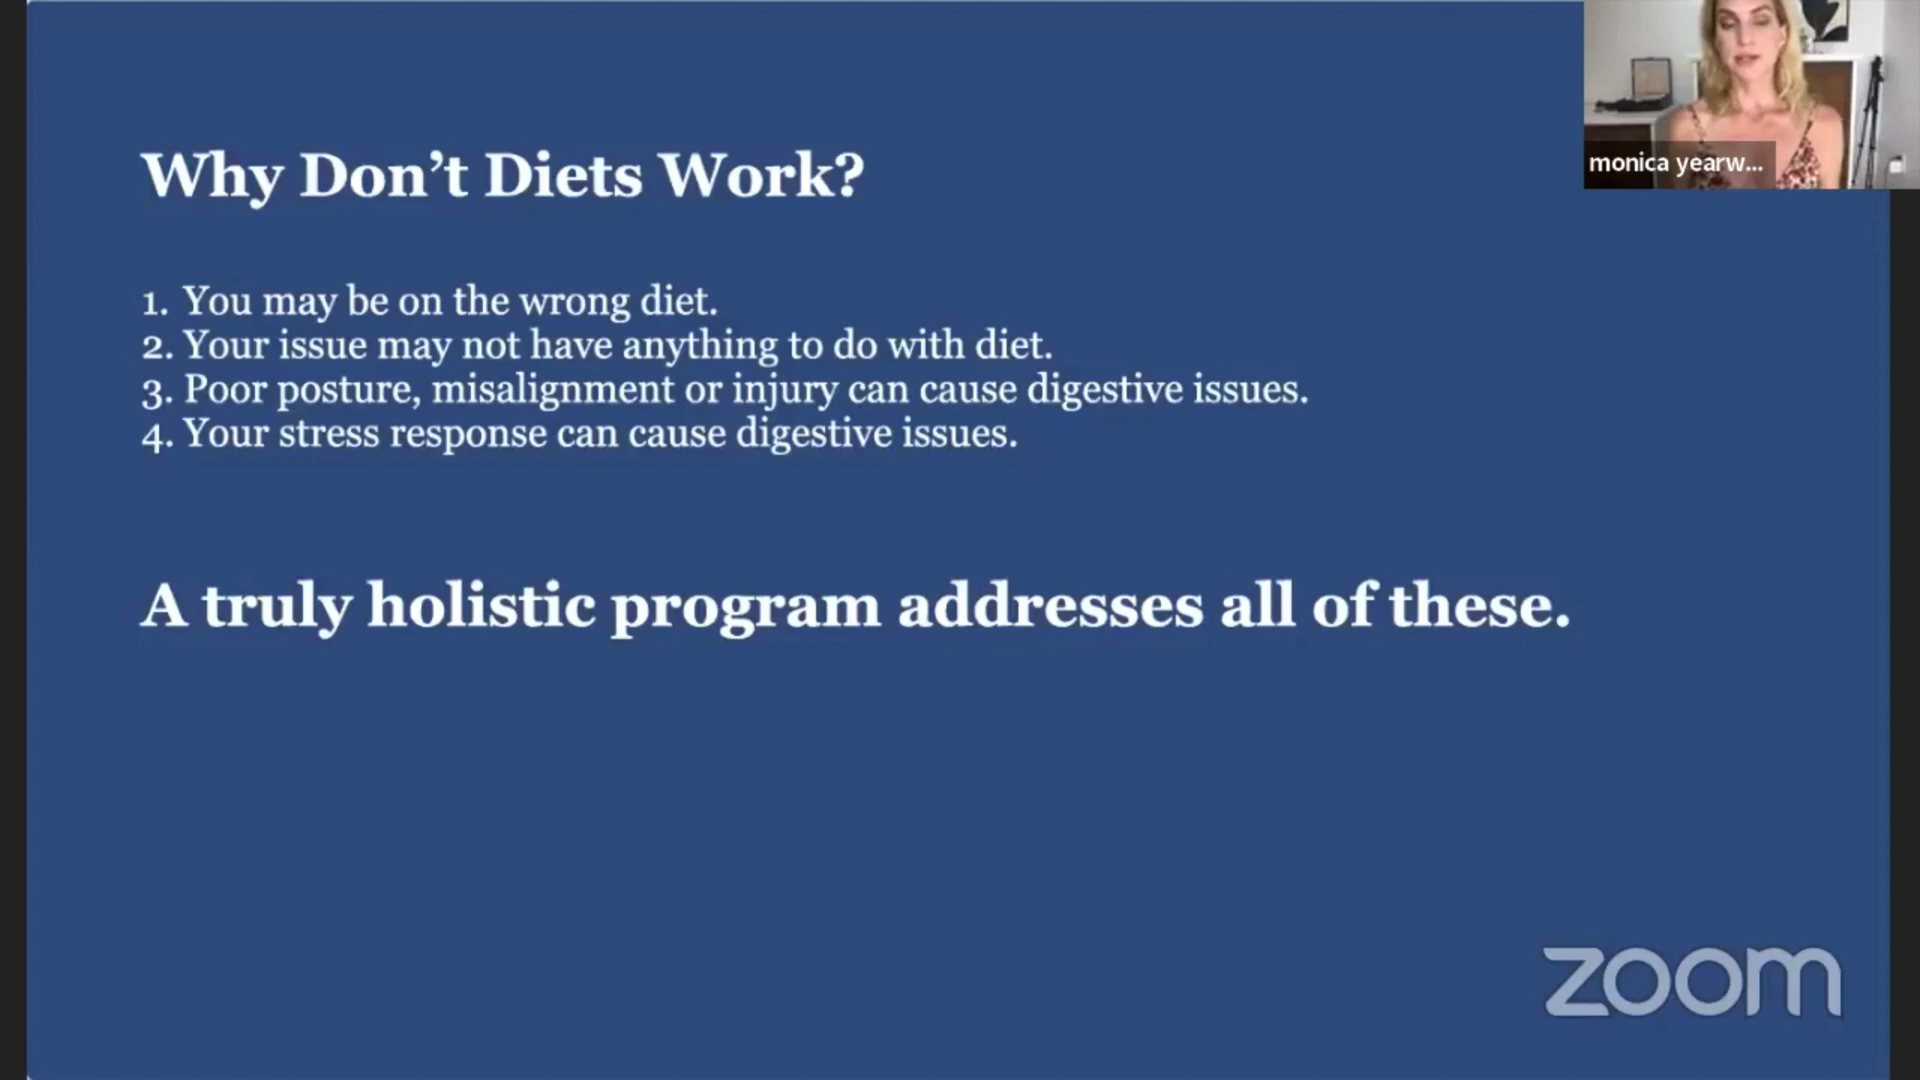 monica yearw...
Why Don’t Diets Work?
1. You may be on the wrong diet.
2. Your issue may not have anything to do with diet.
3. Poor posture, misalignment or injury can cause digestive issues.
4. Your stress response can cause digestive issues.
A truly holistic program addresses all of these.
zoom